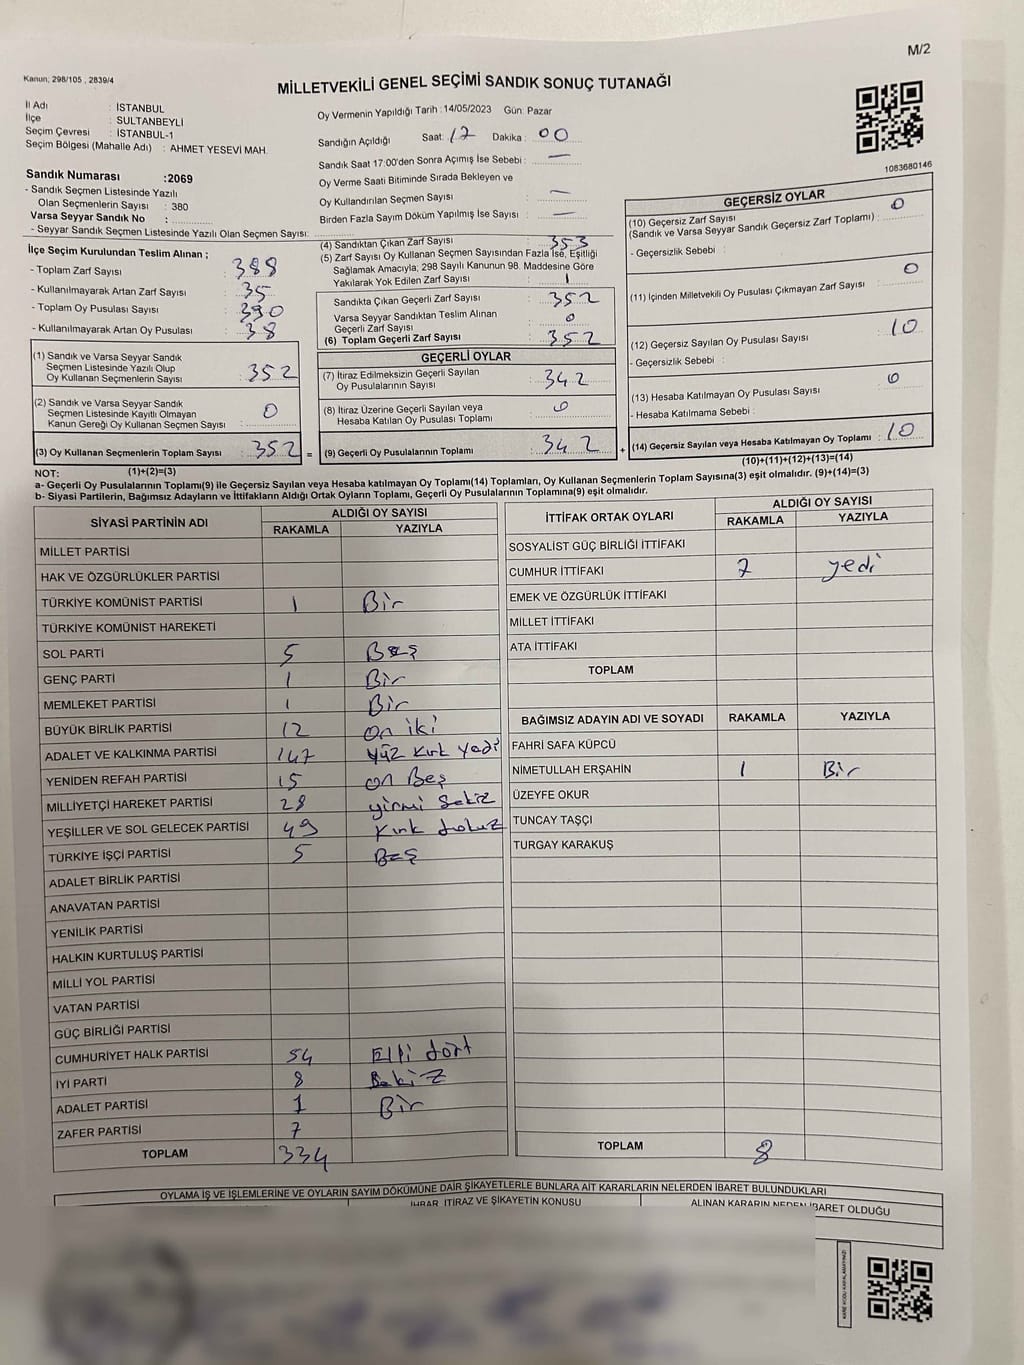 M/2
Kanun; 298/105 , 2839/4
MİLLETVEKİLİ GENEL SEÇİMİ SANDIK SONUÇ TUTANAĞI
İl Adı : İSTANBUL
İlçe : SULTANBEYLİ
Seçim Çevresi : İSTANBUL-1
Seçim Bölgesi (Mahalle Adı) : AHMET YESEVİ MAH.
Sandık Numarası :2069
- Sandık Seçmen Listesinde Yazılı
Olan Seçmenlerin Sayısı : 380
Varsa Seyyar Sandık No :
- Seyyar Sandık Seçmen Listesinde Yazılı Olan Seçmen Sayısı:
Oy Vermenin Yapıldığı Tarih :14/05/2023 Gün: Pazar
Sandığın Açıldığı Saat: 17 Dakika : 00
Sandık Saat 17:00'den Sonra Açımış İse Sebebi : —
Oy Verme Saati Bitiminde Sırada Bekleyen ve
Oy Kullandırılan Seçmen Sayısı : —
Birden Fazla Sayım Döküm Yapılmış İse Sayısı : —
1083680146
İlçe Seçim Kurulundan Teslim Alınan ;
- Toplam Zarf Sayısı : 388
- Kullanılmayarak Artan Zarf Sayısı : 35
- Toplam Oy Pusulası Sayısı : 390
- Kullanılmayarak Artan Oy Pusulası : 38
(1) Sandık ve Varsa Seyyar Sandık
Seçmen Listesinde Yazılı Olup
Oy Kullanan Seçmenlerin Sayısı : 352
(2) Sandık ve Varsa Seyyar Sandık
Seçmen Listesinde Kayıtlı Olmayan
Kanun Gereği Oy Kullanan Seçmen Sayısı : 0
(3) Oy Kullanan Seçmenlerin Toplam Sayısı : 352 =
(4) Sandıktan Çıkan Zarf Sayısı : 353
(5) Zarf Sayısı Oy Kullanan Seçmen Sayısından Fazla İse, Eşitliği
Sağlamak Amacıyla; 298 Sayılı Kanunun 98. Maddesine Göre
Yakılarak Yok Edilen Zarf Sayısı : 1
Sandıkta Çıkan Geçerli Zarf Sayısı : 352
Varsa Seyyar Sandıktan Teslim Alınan
Geçerli Zarf Sayısı : 0
(6) Toplam Geçerli Zarf Sayısı : 352
GEÇERLİ OYLAR
(7) İtiraz Edilmeksizin Geçerli Sayılan
Oy Pusulalarının Sayısı : 342
(8) İtiraz Üzerine Geçerli Sayılan veya
Hesaba Katılan Oy Pusulası Toplamı : 0
(9) Geçerli Oy Pusulalarının Toplamı : 342 +
GEÇERSİZ OYLAR
(10) Geçersiz Zarf Sayısı
(Sandık ve Varsa Seyyar Sandık Geçersiz Zarf Toplamı) : 0
- Geçersizlik Sebebi :
(11) İçinden Milletvekili Oy Pusulası Çıkmayan Zarf Sayısı : 0
(12) Geçersiz Sayılan Oy Pusulası Sayısı : 10
- Geçersizlik Sebebi :
(13) Hesaba Katılmayan Oy Pusulası Sayısı : 0
- Hesaba Katılmama Sebebi :
(14) Geçersiz Sayılan veya Hesaba Katılmayan Oy Toplamı : 10
NOT: (1)+(2)=(3) (10)+(11)+(12)+(13)=(14)
a- Geçerli Oy Pusulalarının Toplamı(9) ile Geçersiz Sayılan veya Hesaba katılmayan Oy Toplamı(14) Toplamları, Oy Kullanan Seçmenlerin Toplam Sayısına(3) eşit olmalıdır. (9)+(14)=(3)
b- Siyasi Partilerin, Bağımsız Adayların ve İttifakların Aldığı Ortak Oyların Toplamı, Geçerli Oy Pusulalarının Toplamına(9) eşit olmalıdır.
SİYASİ PARTİNİN ADI ALDIĞI OY SAYISI
RAKAMLA YAZIYLA
MİLLET PARTİSİ
HAK VE ÖZGÜRLÜKLER PARTİSİ
TÜRKİYE KOMÜNİST PARTİSİ 1 Bir
TÜRKİYE KOMÜNİST HAREKETİ
SOL PARTİ 5 Beş
GENÇ PARTİ 1 Bir
MEMLEKET PARTİSİ 1 Bir
BÜYÜK BİRLİK PARTİSİ 12 on iki
ADALET VE KALKINMA PARTİSİ 147 yüz kırk yedi
YENİDEN REFAH PARTİSİ 15 on Beş
MİLLİYETÇİ HAREKET PARTİSİ 28 yirmi Sekiz
YEŞİLLER VE SOL GELECEK PARTİSİ 49 kırk dokuz
TÜRKİYE İŞÇİ PARTİSİ 5 Beş
ADALET BİRLİK PARTİSİ
ANAVATAN PARTİSİ
YENİLİK PARTİSİ
HALKIN KURTULUŞ PARTİSİ
MİLLİ YOL PARTİSİ
VATAN PARTİSİ
GÜÇ BİRLİĞİ PARTİSİ
CUMHURİYET HALK PARTİSİ 54 Elli dört
İYİ PARTİ 8 Sekiz
ADALET PARTİSİ 1 Bir
ZAFER PARTİSİ 7
TOPLAM 334
İTTİFAK ORTAK OYLARI ALDIĞI OY SAYISI
RAKAMLA YAZIYLA
SOSYALİST GÜÇ BİRLİĞİ İTTİFAKI
CUMHUR İTTİFAKI 7 yedi
EMEK VE ÖZGÜRLÜK İTTİFAKI
MİLLET İTTİFAKI
ATA İTTİFAKI
TOPLAM
BAĞIMSIZ ADAYIN ADI VE SOYADI RAKAMLA YAZIYLA
FAHRİ SAFA KÜPCÜ
NİMETULLAH ERŞAHİN 1 Bir
ÜZEYFE OKUR
TUNCAY TAŞÇI
TURGAY KARAKUŞ
TOPLAM 8
OYLAMA İŞ VE İŞLEMLERİNE VE OYLARIN SAYIM DÖKÜMÜNE DAİR ŞİKAYETLERLE BUNLARA AİT KARARLARIN NELERDEN İBARET BULUNDUKLARI
İHBAR, İTİRAZ VE ŞİKAYETİN KONUSU ALINAN KARARIN NEDEN İBARET OLDUĞU
KARE KODU KARALAMAYINIZ!